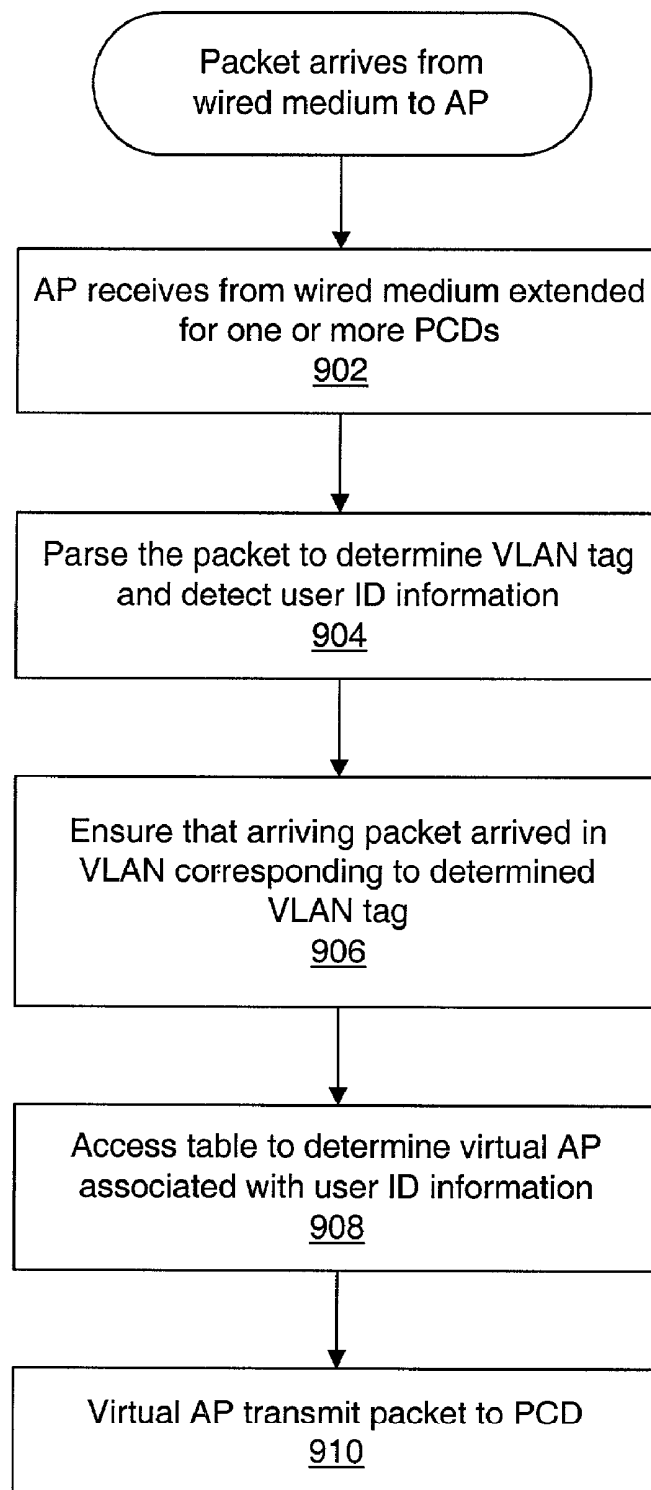 Packet arrives from
wired medium to AP
AP receives from wired medium extended
for one or more PCDs
902
Parse the packet to determine VLAN tag
and detect user ID information
904
Ensure that arriving packet arrived in
VLAN corresponding to determined
VLAN tag
906
Access table to determine virtual AP
associated with user ID information
908
Virtual AP transmit packet to PCD
910